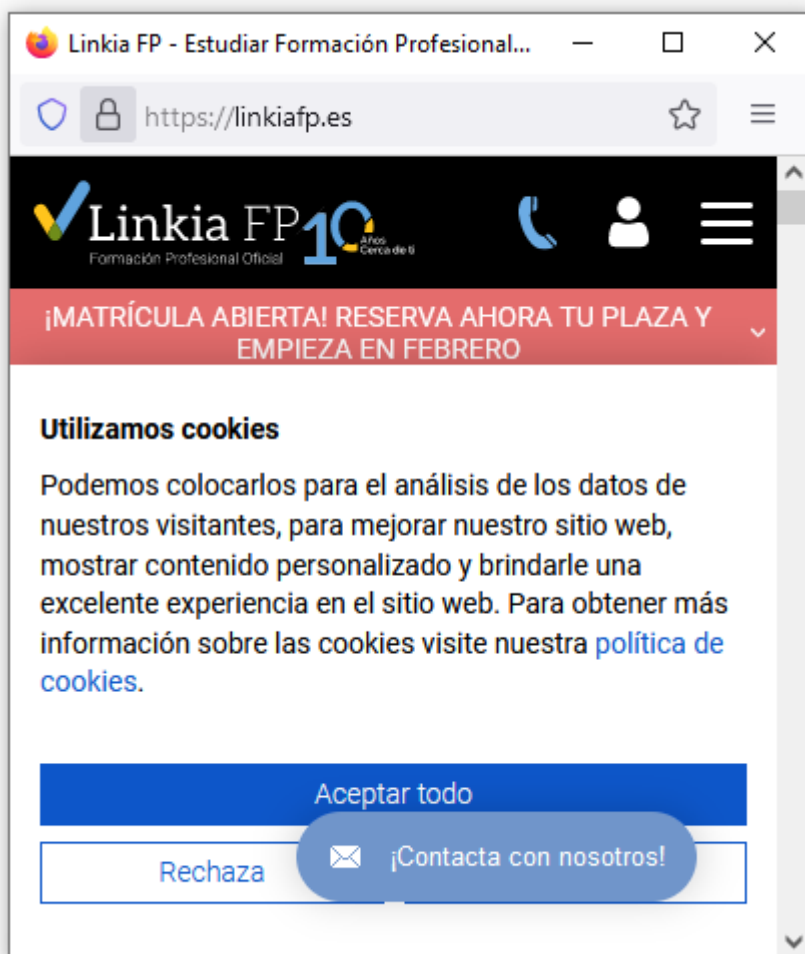 Linkia FP - Estudiar Formación Profesional...
https://linkiafp.es
Linkia FP 10 Años Cerca de ti
Formación Profesional Oficial
¡MATRÍCULA ABIERTA! RESERVA AHORA TU PLAZA Y
EMPIEZA EN FEBRERO
Utilizamos cookies
Podemos colocarlos para el análisis de los datos de
nuestros visitantes, para mejorar nuestro sitio web,
mostrar contenido personalizado y brindarle una
excelente experiencia en el sitio web. Para obtener más
información sobre las cookies visite nuestra política de
cookies.
Aceptar todo
Rechaza
¡Contacta con nosotros!